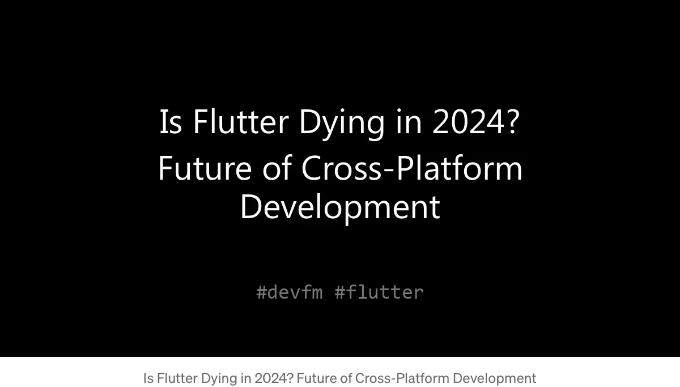 Is Flutter Dying in 2024?
Future of Cross-Platform
Development
#devfm #flutter
Is Flutter Dying in 2024? Future of Cross-Platform Development